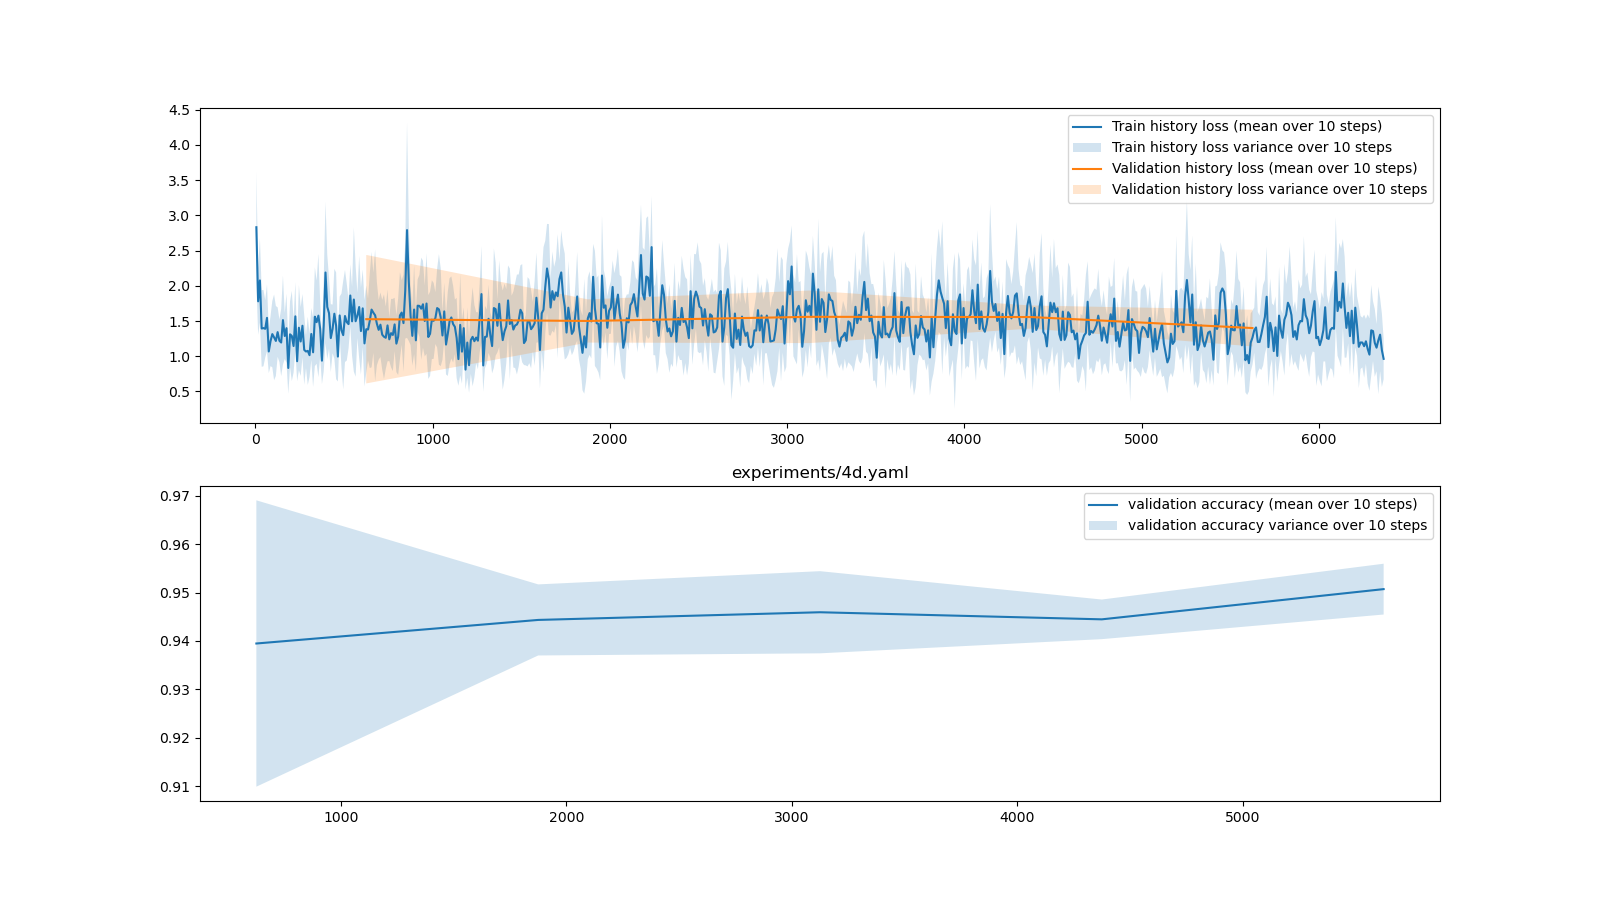 4.5
4.0
3.5
3.0
2.5
2.0
1.5
1.0
0.5
Train history loss (mean over 10 steps)
Train history loss variance over 10 steps
Validation history loss (mean over 10 steps)
Validation history loss variance over 10 steps
0 1000 2000 3000 4000 5000 6000
experiments/4d.yaml
0.97
0.96
0.95
0.94
0.93
0.92
0.91
validation accuracy (mean over 10 steps)
validation accuracy variance over 10 steps
1000 2000 3000 4000 5000